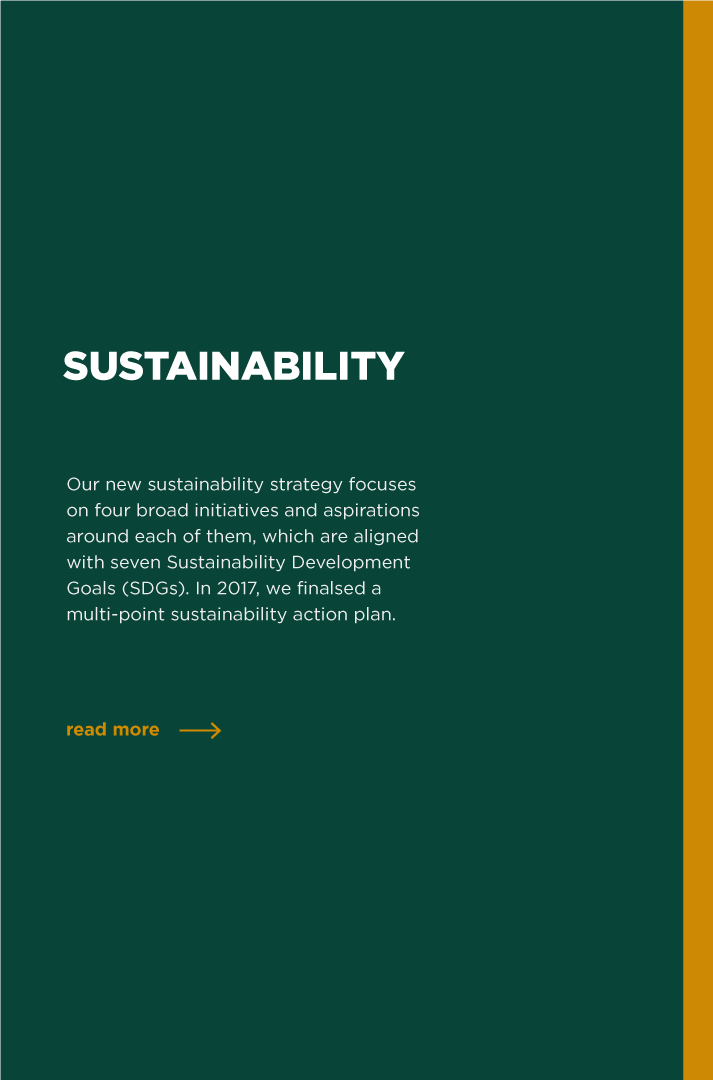 SUSTAINABILITY
Our new sustainability strategy focuses
on four broad initiatives and aspirations
around each of them, which are aligned
with seven Sustainability Development
Goals (SDGs). In 2017, we finalsed a
multi-point sustainability action plan.
read more